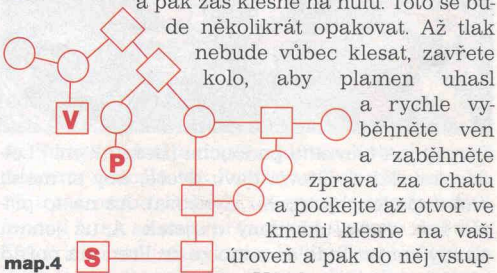 a pak zas klesne na nulu. Toto se bu-
de několikrát opakovat. Až tlak
nebude vůbec klesat, zavřete
kolo, aby plamen uhasl
a rychle vy-
běhněte ven
a zaběhněte
zprava za chatu
a počkejte až otvor ve
kmeni klesne na vaši
úroveň a pak do něj vstup-
V
P
S
map.4